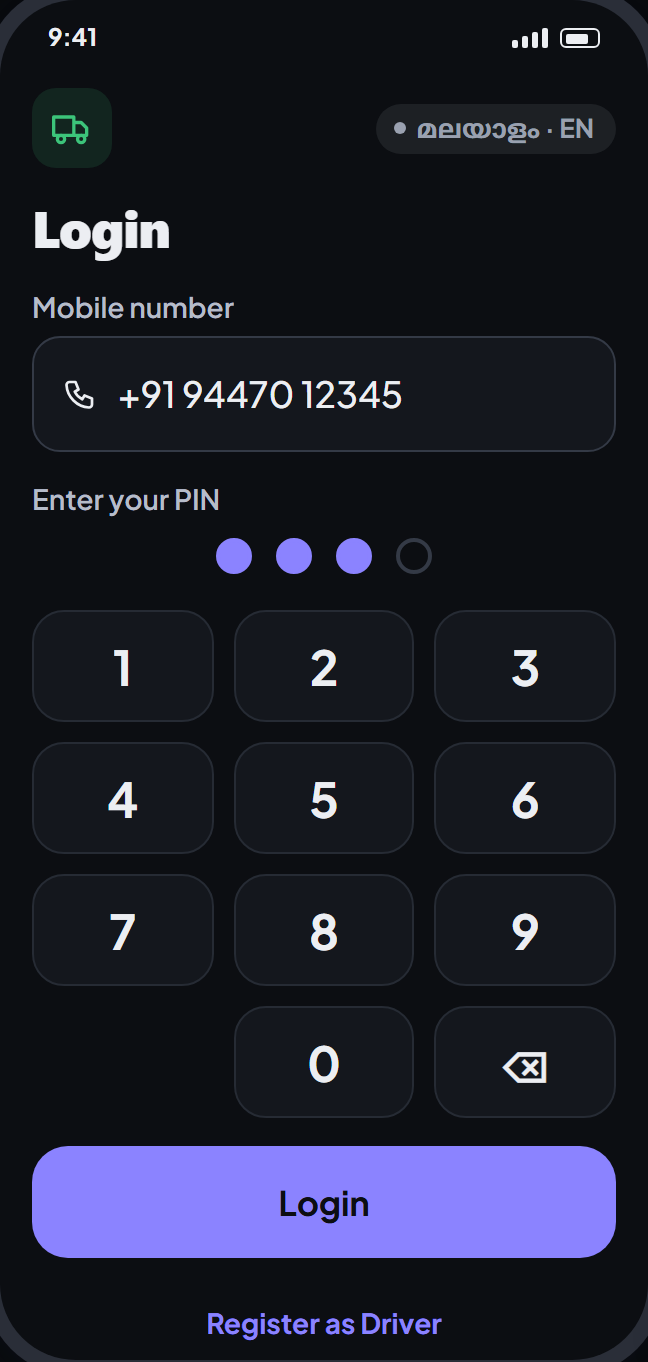 9:41
മലയാളം · EN
Login
Mobile number
+91 94470 12345
Enter your PIN
1 2 3
4 5 6
7 8 9
0
Login
Register as Driver